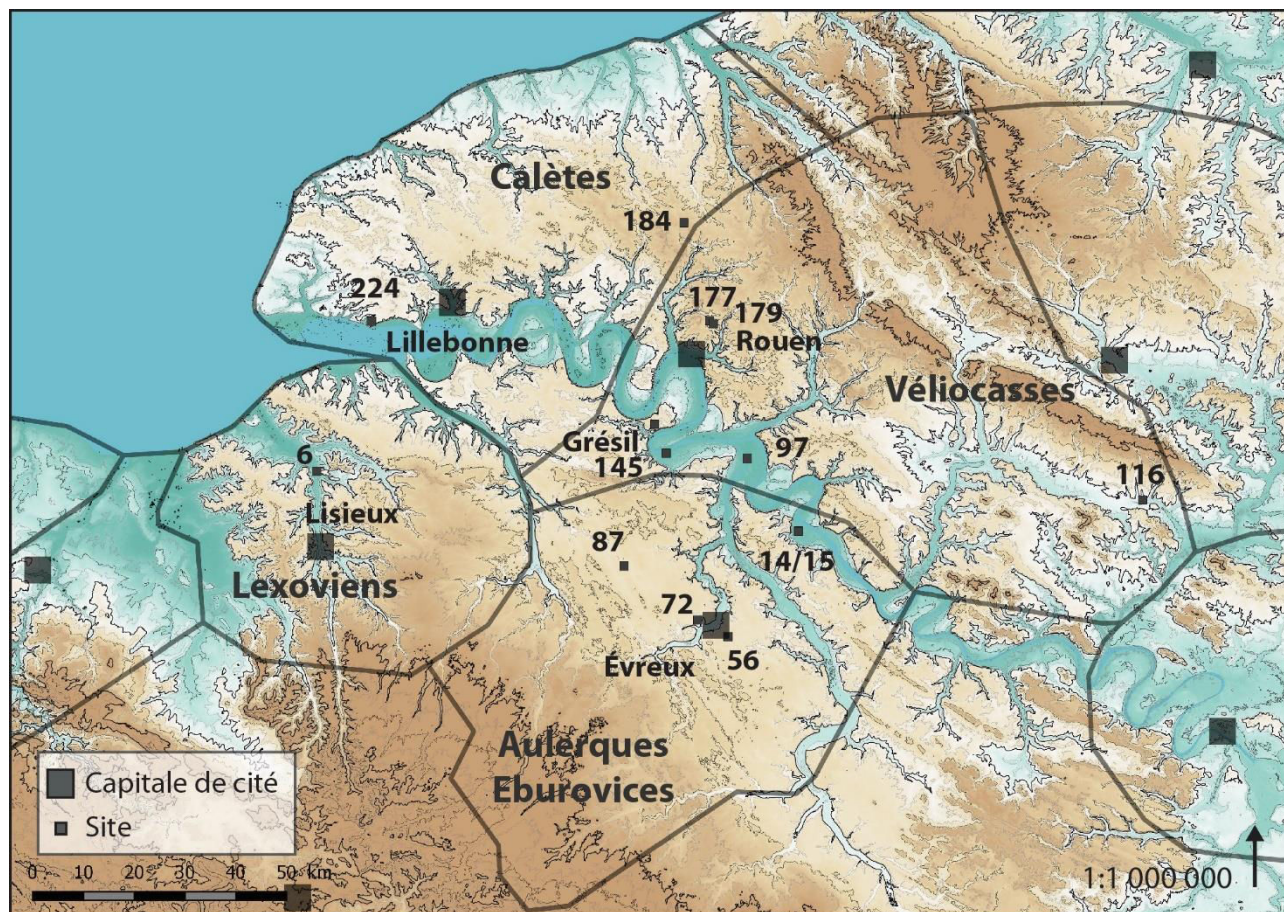 Calètes
184
224
177
179
Lillebonne
Rouen
Véliocasses
Grésil
145
97
6
116
Lisieux
87
14/15
Lexoviens
72
Évreux
56
Aulerques
Eburovices
Capitale de cité
Site
0 10 20 30 40 50 km
1:1 000 000